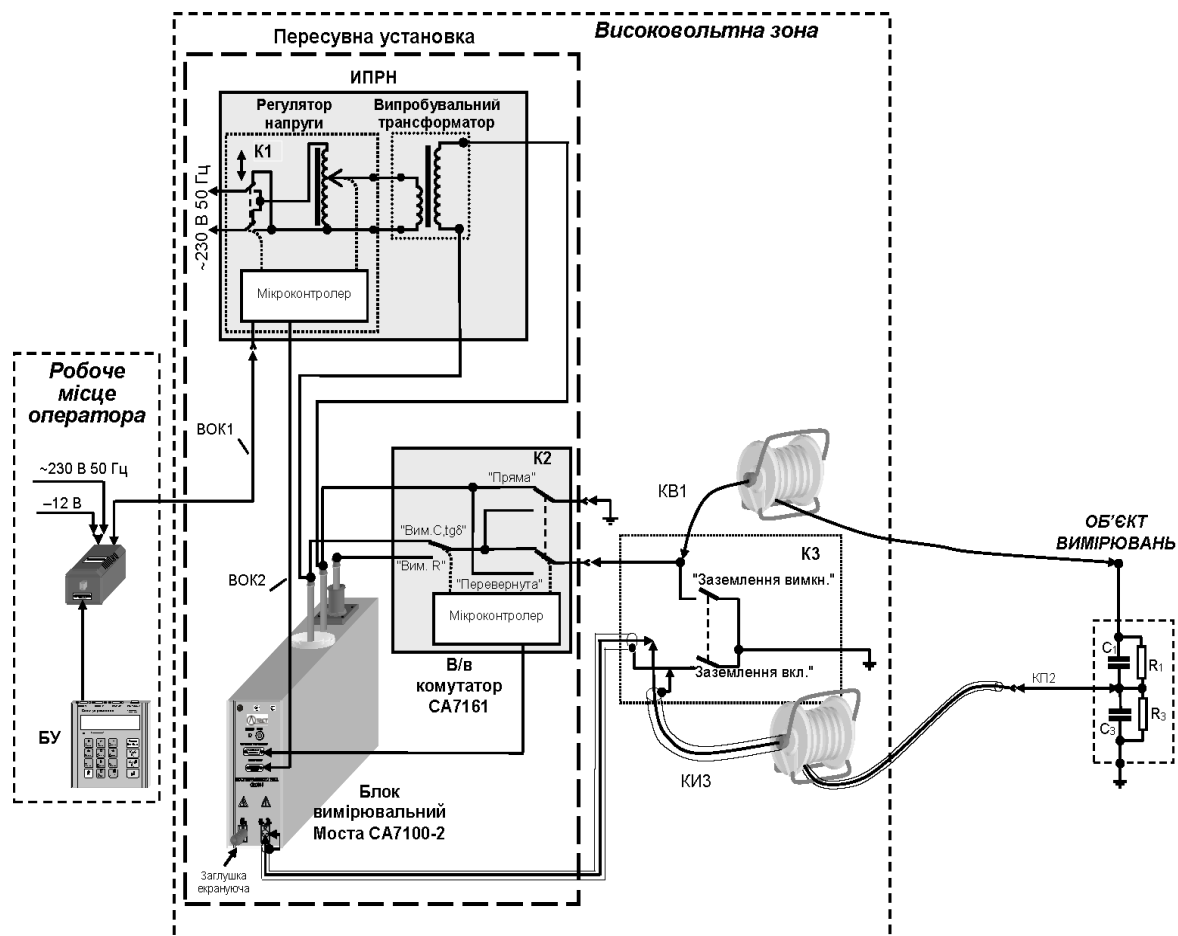 Високовольтна зона
Пересувна установка
ИПРН
Регулятор
напруги
Випробувальний
трансформатор
К1
~230 В 50 Гц
Мікроконтролер
Робоче
місце
оператора
~230 В 50 Гц
–12 В
БУ
ВОК1
ВОК2
К2
"Пряма"
"Вим.С,tgδ"
"Вим. R"
"Перевернута"
Мікроконтролер
В/в
комутатор
СА7161
КВ1
К3
"Заземлення вимкн."
"Заземлення вкл."
ОБ'ЄКТ
ВИМІРЮВАНЬ
C1
R1
C3
R3
КП2
КИЗ
Блок
вимірювальний
Моста СА7100-2
Заглушка
екрануюча